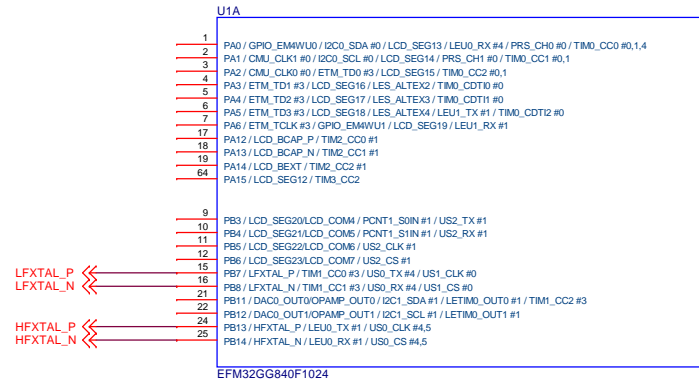 U1A
1 PA0 / GPIO_EM4WU0 / I2C0_SDA #0 / LCD_SEG13 / LEU0_RX #4 / PRS_CH0 #0 / TIM0_CC0 #0,1,4
2 PA1 / CMU_CLK1 #0 / I2C0_SCL #0 / LCD_SEG14 / PRS_CH1 #0 / TIM0_CC1 #0,1
3 PA2 / CMU_CLK0 #0 / ETM_TD0 #3 / LCD_SEG15 / TIM0_CC2 #0,1
4 PA3 / ETM_TD1 #3 / LCD_SEG16 / LES_ALTEX2 / TIM0_CDTI0 #0
5 PA4 / ETM_TD2 #3 / LCD_SEG17 / LES_ALTEX3 / TIM0_CDTI1 #0
6 PA5 / ETM_TD3 #3 / LCD_SEG18 / LES_ALTEX4 / LEU1_TX #1 / TIM0_CDTI2 #0
7 PA6 / ETM_TCLK #3 / GPIO_EM4WU1 / LCD_SEG19 / LEU1_RX #1
17 PA12 / LCD_BCAP_P / TIM2_CC0 #1
18 PA13 / LCD_BCAP_N / TIM2_CC1 #1
19 PA14 / LCD_BEXT / TIM2_CC2 #1
64 PA15 / LCD_SEG12 / TIM3_CC2
9 PB3 / LCD_SEG20/LCD_COM4 / PCNT1_S0IN #1 / US2_TX #1
10 PB4 / LCD_SEG21/LCD_COM5 / PCNT1_S1IN #1 / US2_RX #1
11 PB5 / LCD_SEG22/LCD_COM6 / US2_CLK #1
12 PB6 / LCD_SEG23/LCD_COM7 / US2_CS #1
LFXTAL_P 15 PB7 / LFXTAL_P / TIM1_CC0 #3 / US0_TX #4 / US1_CLK #0
LFXTAL_N 16 PB8 / LFXTAL_N / TIM1_CC1 #3 / US0_RX #4 / US1_CS #0
21 PB11 / DAC0_OUT0/OPAMP_OUT0 / I2C1_SDA #1 / LETIM0_OUT0 #1 / TIM1_CC2 #3
22 PB12 / DAC0_OUT1/OPAMP_OUT1 / I2C1_SCL #1 / LETIM0_OUT1 #1
HFXTAL_P 24 PB13 / HFXTAL_P / LEU0_TX #1 / US0_CLK #4,5
HFXTAL_N 25 PB14 / HFXTAL_N / LEU0_RX #1 / US0_CS #4,5
EFM32GG840F1024